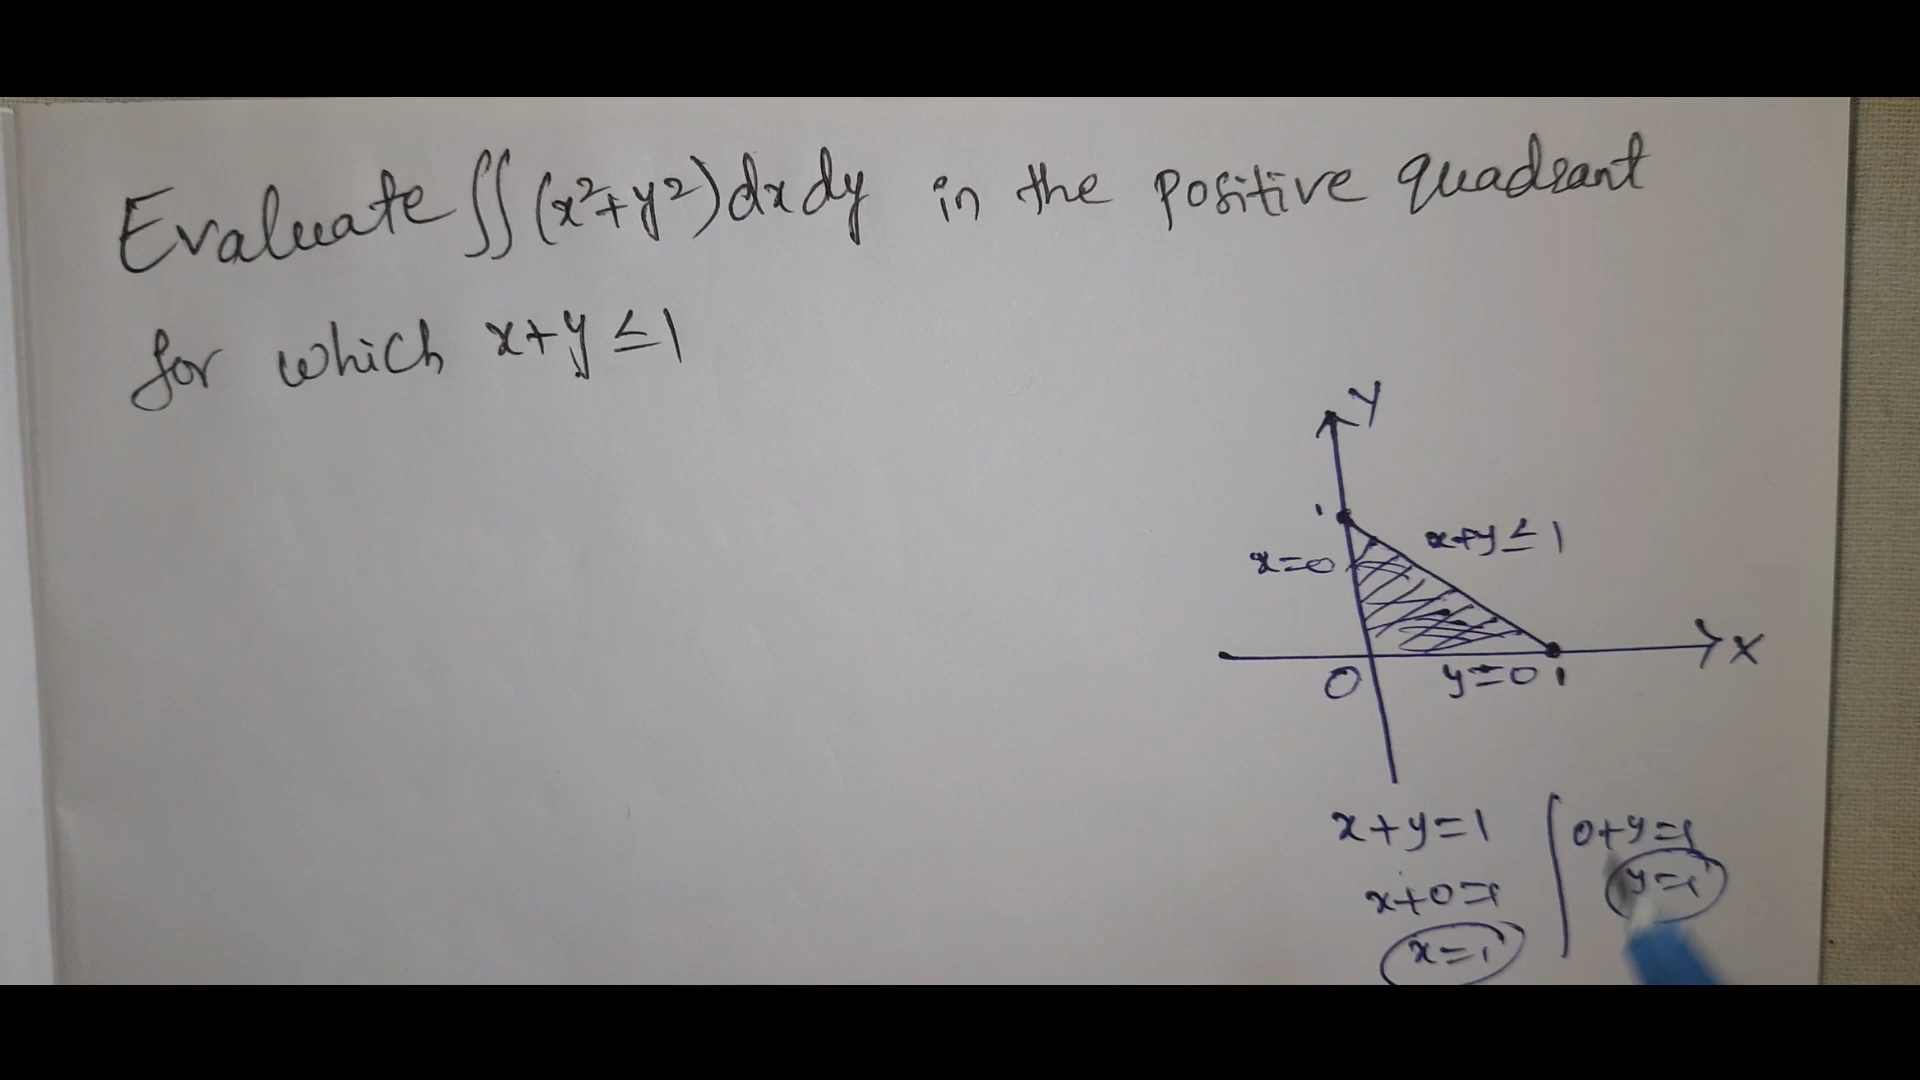 Evaluate ∬(x²+y²)dxdy in the positive quadrant
for which x+y ≤ 1
Y
1
x+y ≤ 1
x=0
X
O
y=0 1
x+y=1
0+y=1
y=1
x+0=1
x=1